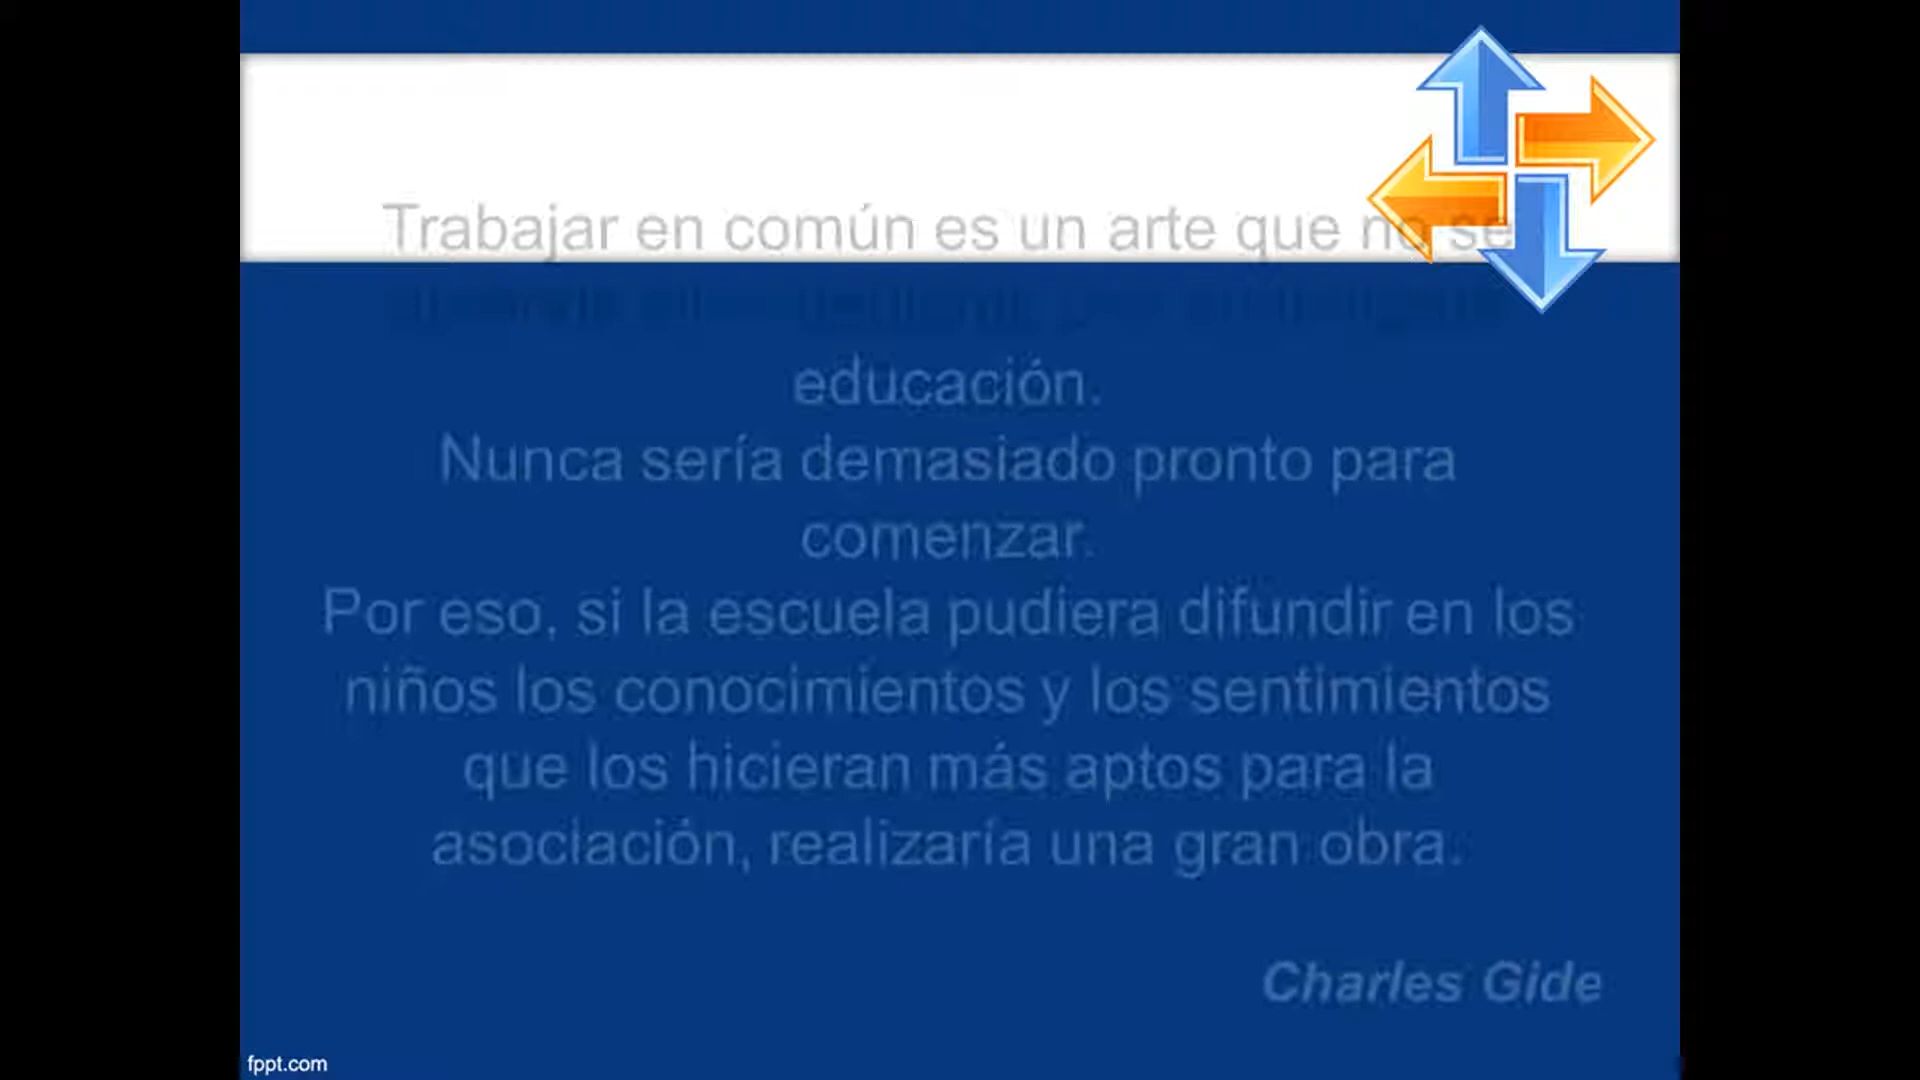 Trabajar en común es un arte que no se
educación.
Nunca sería demasiado pronto para
comenzar.
Por eso, si la escuela pudiera difundir en los
niños los conocimientos y los sentimientos
que los hicieran más aptos para la
asociación, realizaría una gran obra.
Charles Gide
fppt.com